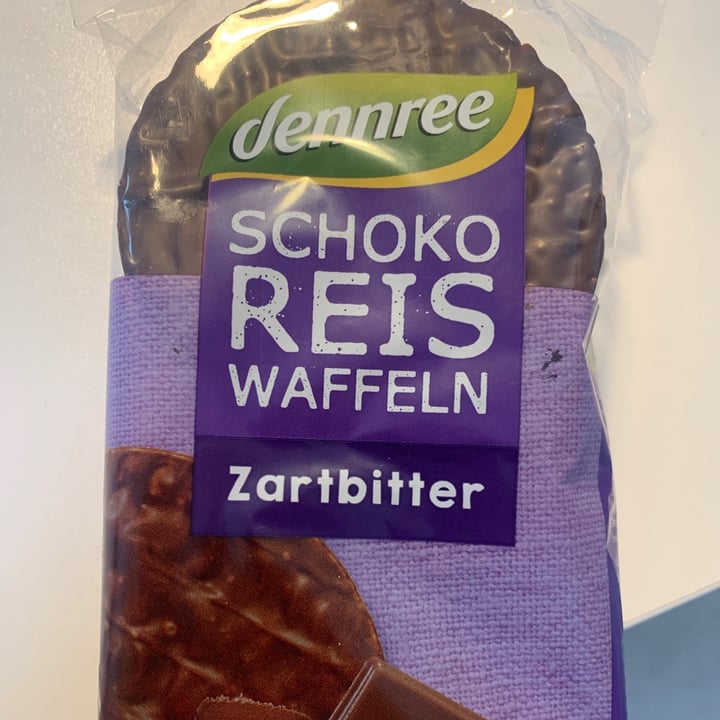 dennree
SCHOKO
REIS
WAFFELN
Zartbitter